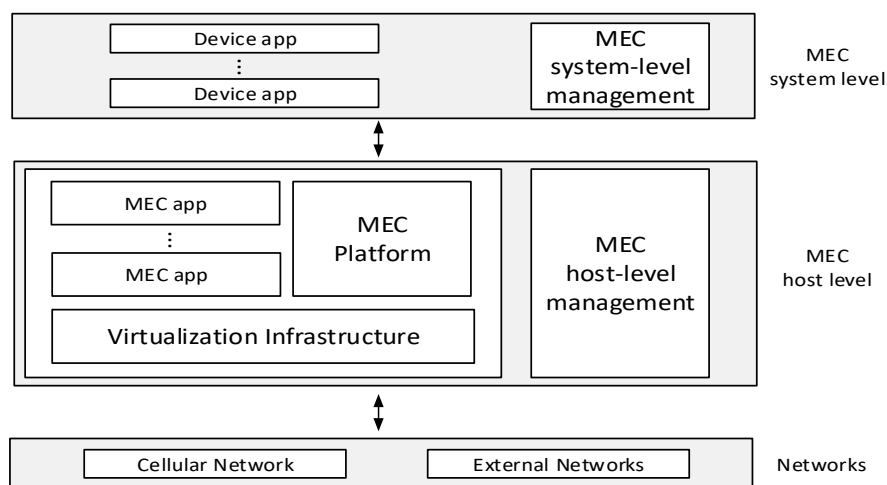 Device app
⋮
Device app
MEC
system-level
management
MEC
system level
MEC app
⋮
MEC app
MEC
Platform
Virtualization Infrastructure
MEC
host-level
management
MEC
host level
Cellular Network
External Networks
Networks